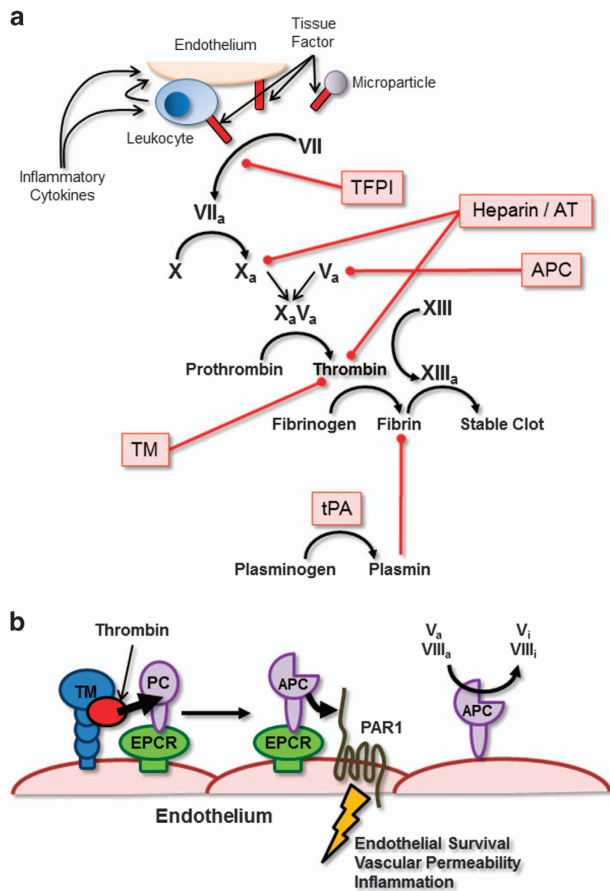 a
Tissue
Factor
Endothelium
Microparticle
Leukocyte
Inflammatory
Cytokines
VII
TFPI
VIIa
Heparin / AT
X
Xa
Va
APC
XaVa
XIII
Prothrombin
Thrombin
XIIIa
Fibrinogen
Fibrin
Stable Clot
TM
tPA
Plasminogen
Plasmin
b
Thrombin
Va
VIIIa
Vi
VIIIi
TM
PC
APC
APC
PAR1
EPCR
EPCR
Endothelium
Endothelial Survival
Vascular Permeability
Inflammation